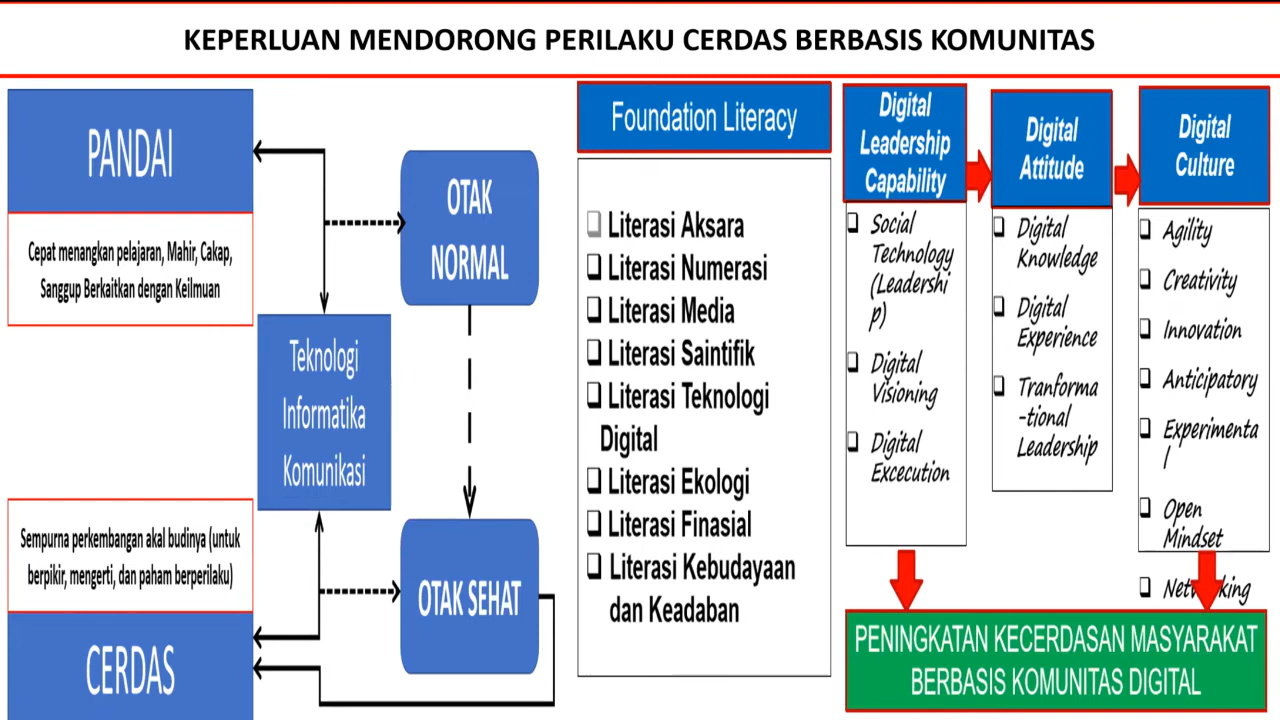 KEPERLUAN MENDORONG PERILAKU CERDAS BERBASIS KOMUNITAS
PANDAI
Cepat menangkan pelajaran, Mahir, Cakap,
Sanggup Berkaitkan dengan Keilmuan
OTAK
NORMAL
Teknologi
Informatika
Komunikasi
Sempurna perkembangan akal budinya (untuk
berpikir, mengerti, dan paham berperilaku)
CERDAS
OTAK SEHAT
Foundation Literacy
Literasi Aksara
Literasi Numerasi
Literasi Media
Literasi Saintifik
Literasi Teknologi
Digital
Literasi Ekologi
Literasi Finasial
Literasi Kebudayaan
dan Keadaban
Digital
Leadership
Capability
Social
Technology
(Leadershi
p)
Digital
Visioning
Digital
Excecution
Digital
Attitude
Digital
Knowledge
Digital
Experience
Tranforma
-tional
Leadership
Digital
Culture
Agility
Creativity
Innovation
Anticipatory
Experimenta
l
Open
Mindset
Networking
PENINGKATAN KECERDASAN MASYARAKAT
BERBASIS KOMUNITAS DIGITAL